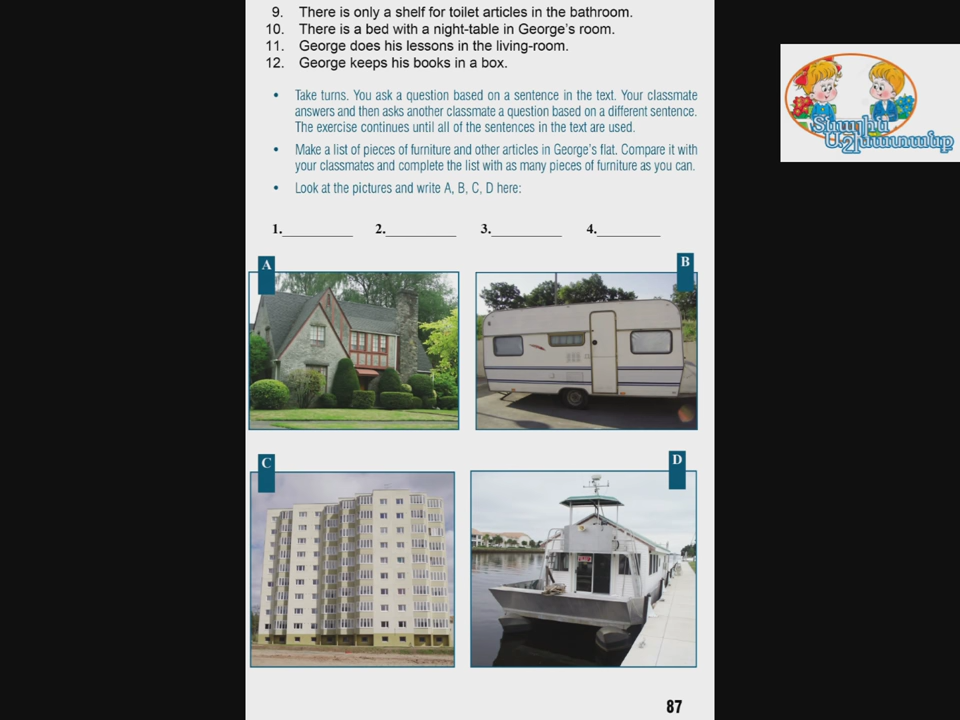 9. There is only a shelf for toilet articles in the bathroom.
10. There is a bed with a night-table in George's room.
11. George does his lessons in the living-room.
12. George keeps his books in a box.
• Take turns. You ask a question based on a sentence in the text. Your classmate
answers and then asks another classmate a question based on a different sentence.
The exercise continues until all of the sentences in the text are used.
• Make a list of pieces of furniture and other articles in George's flat. Compare it with
your classmates and complete the list with as many pieces of furniture as you can.
• Look at the pictures and write A, B, C, D here:
1.__________ 2.__________ 3.__________ 4._________
A
B
C
D
87
Տնային
Աշխատանք